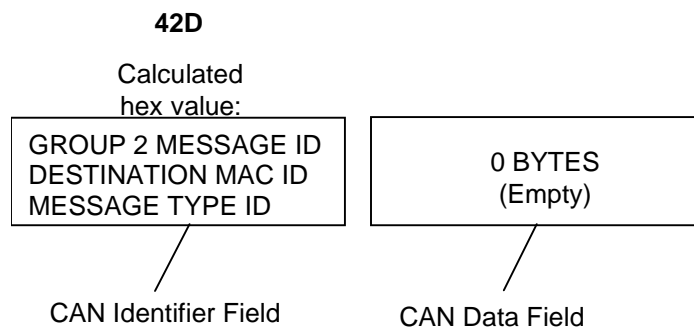 42D
Calculated
hex value:
GROUP 2 MESSAGE ID
DESTINATION MAC ID
MESSAGE TYPE ID
0 BYTES
(Empty)
CAN Identifier Field
CAN Data Field